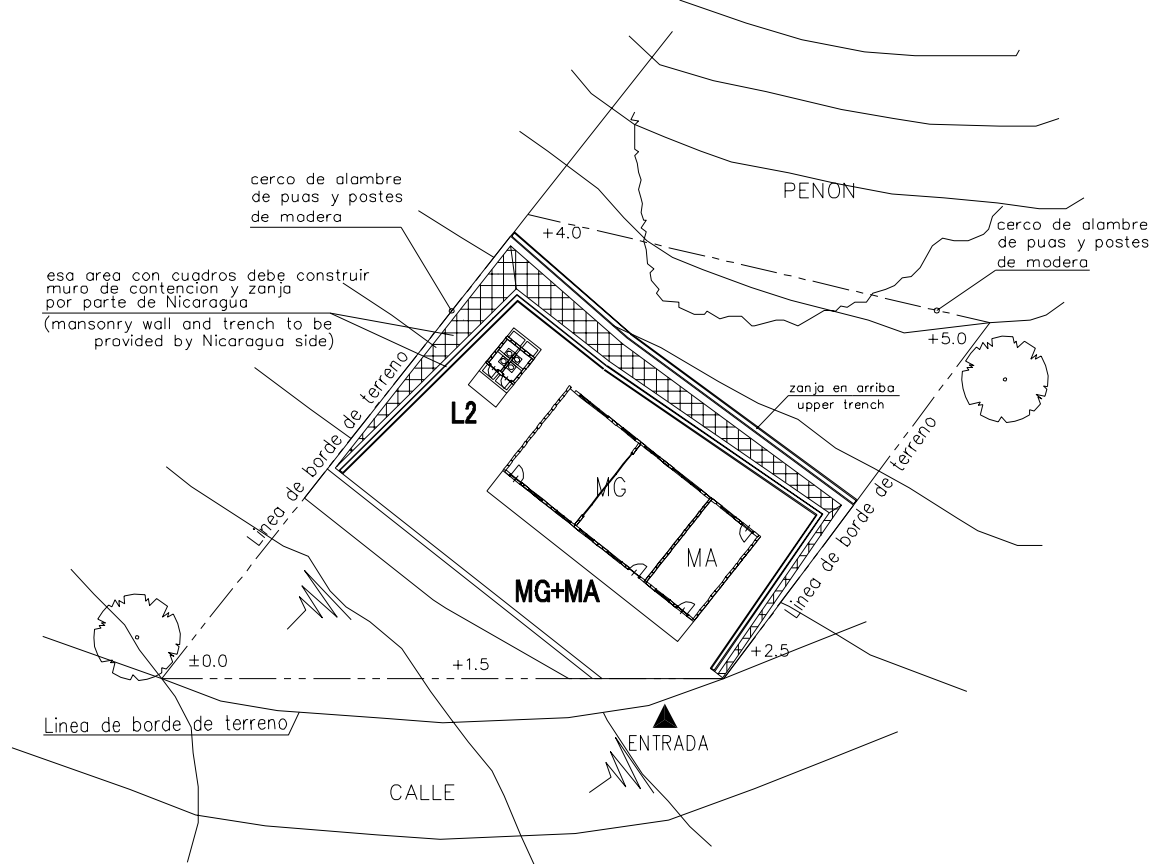 PENON
cerco de alambre
de puas y postes
de modera
+4.0
cerco de alambre
de puas y postes
de modera
esa area con cuadros debe construir
muro de contencion y zanja
por parte de Nicaragua
(mansonry wall and trench to be
provided by Nicaragua side)
+5.0
zanja en arriba
upper trench
L2
Linea de borde de terreno
Linea de borde de terreno
MG
MA
MG+MA
±0.0
+1.5
+2.5
Linea de borde de terreno
ENTRADA
CALLE